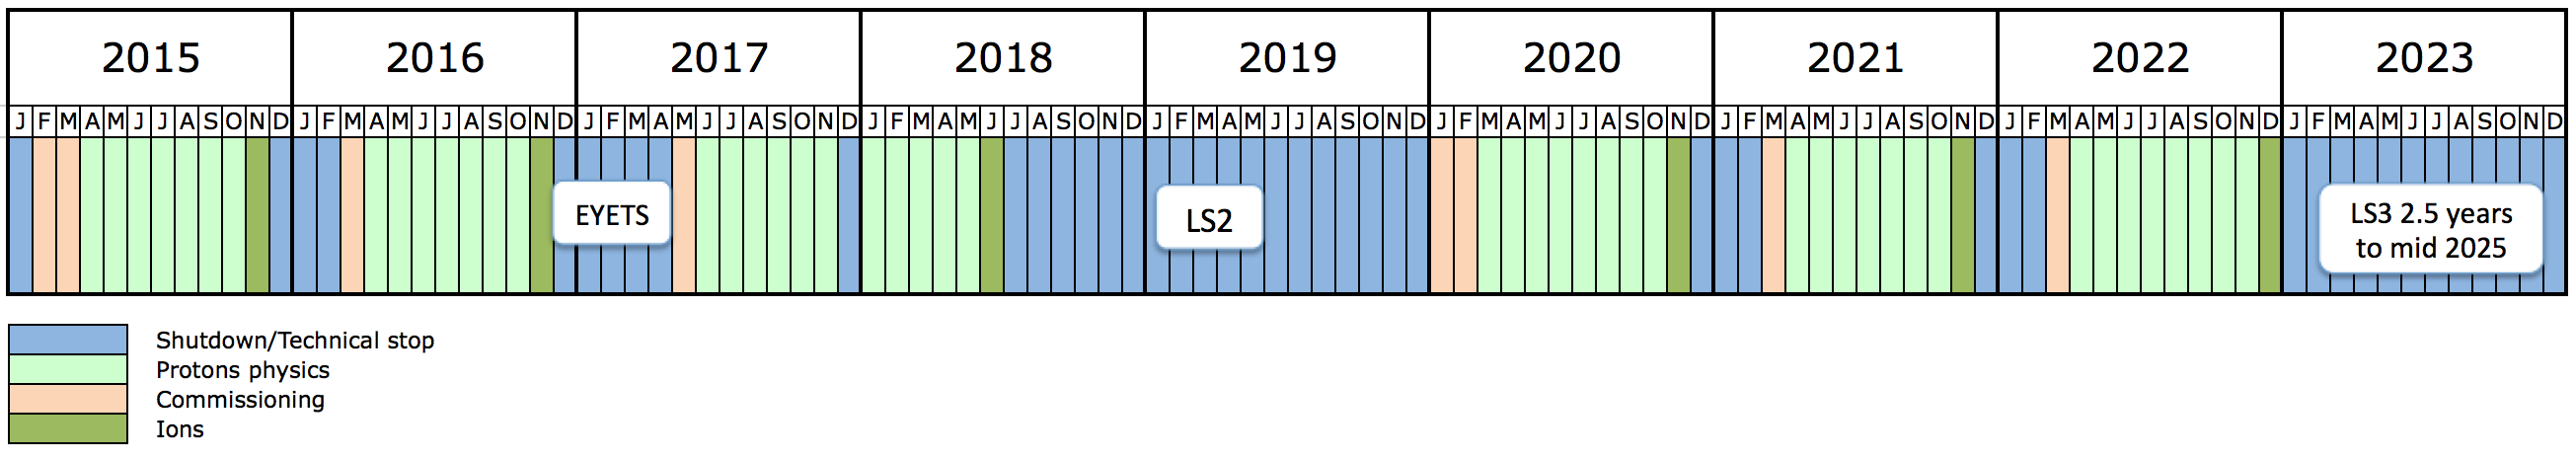 2015 2016 2017 2018 2019 2020 2021 2022 2023
J F M A M J J A S O N D J F M A M J J A S O N D J F M A M J J A S O N D J F M A M J J A S O N D J F M A M J J A S O N D J F M A M J J A S O N D J F M A M J J A S O N D J F M A M J J A S O N D J F M A M J J A S O N D
EYETS
LS2
LS3 2.5 years
to mid 2025
Shutdown/Technical stop
Protons physics
Commissioning
Ions